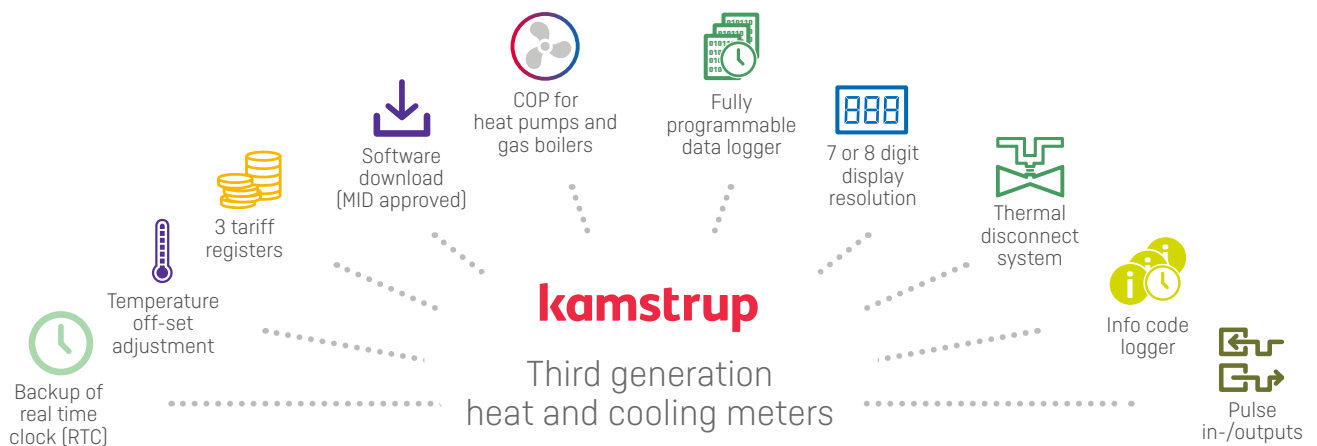 Backup of
real time
clock (RTC)
Temperature
off-set
adjustment
3 tariff
registers
Software
download
(MID approved)
COP for
heat pumps and
gas boilers
Fully
programmable
data logger
888
7 or 8 digit
display
resolution
Thermal
disconnect
system
Info code
logger
Pulse
in-/outputs
kamstrup
Third generation
heat and cooling meters